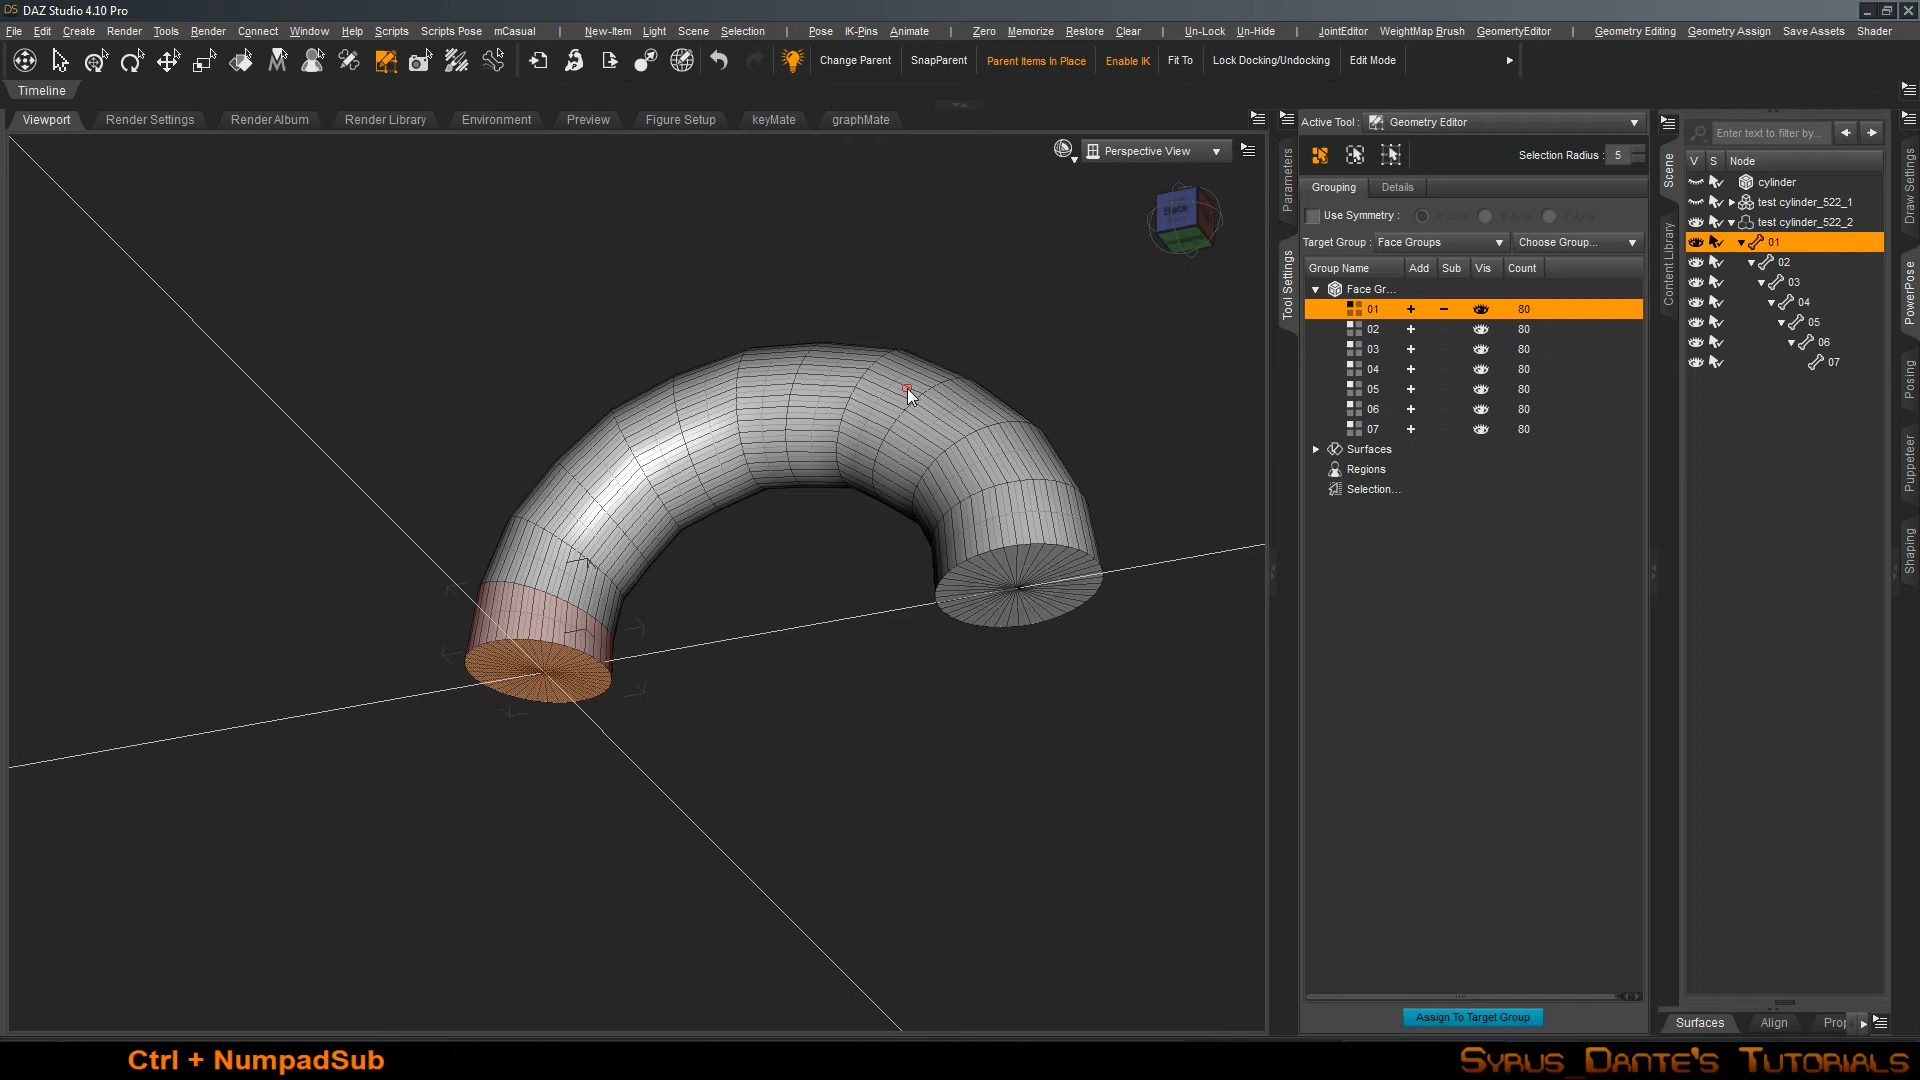 DS DAZ Studio 4.10 Pro
File Edit Create Render Tools Render Connect Window Help Scripts Scripts Pose mCasual | New-Item Light Scene Selection | Pose IK-Pins Animate | Zero Memorize Restore Clear | Un-Lock Un-Hide | JointEditor WeightMap Brush GeomertyEditor | Geometry Editing Geometry Assign Save Assets Shader
Change Parent SnapParent Parent Items In Place Enable IK Fit To Lock Docking/Undocking Edit Mode
Timeline
Viewport Render Settings Render Album Render Library Environment Preview Figure Setup keyMate graphMate
Perspective View
Back
Parameters
Tool Settings
Active Tool : Geometry Editor
Selection Radius : 5
Grouping Details
Use Symmetry : X Axis Y Axis Z Axis
Target Group : Face Groups Choose Group...
Group Name Add Sub Vis Count
Face Gr...
01 + − 80
02 + 80
03 + 80
04 + 80
05 + 80
06 + 80
07 + 80
Surfaces
Regions
Selection...
Assign To Target Group
Scene
Content Library
Enter text to filter by...
V S Node
cylinder
test cylinder_522_1
test cylinder_522_2
01
02
03
04
05
06
07
Surfaces Align Prop
Draw Settings
PowerPose
Posing
Puppeteer
Shaping
Ctrl + NumpadSub
Syrus_Dante's Tutorials